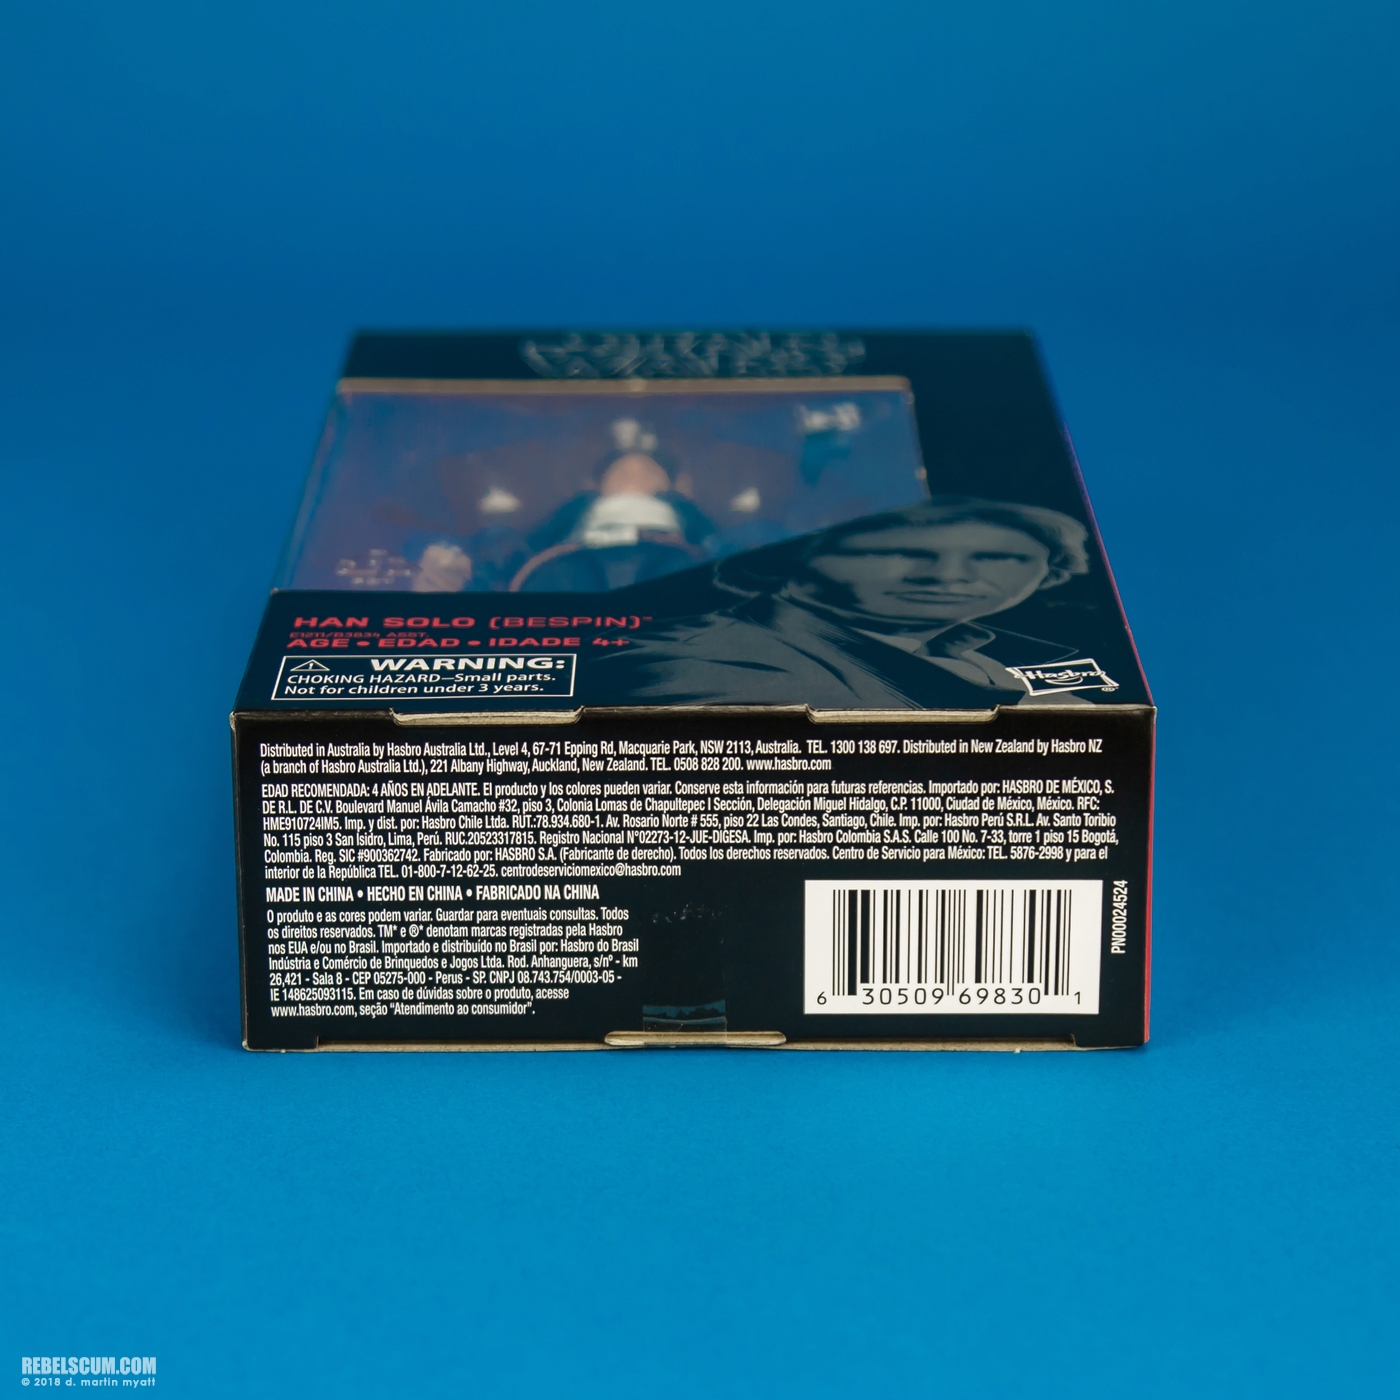 HAN SOLO (BESPIN)™
E1211/B3834 ASST.
AGE • EDAD • IDADE 4+
WARNING:
CHOKING HAZARD—Small parts.
Not for children under 3 years.
Hasbro®
Distributed in Australia by Hasbro Australia Ltd., Level 4, 67-71 Epping Rd, Macquarie Park, NSW 2113, Australia. TEL. 1300 138 697. Distributed in New Zealand by Hasbro NZ
(a branch of Hasbro Australia Ltd.), 221 Albany Highway, Auckland, New Zealand. TEL. 0508 828 200. www.hasbro.com
EDAD RECOMENDADA: 4 AÑOS EN ADELANTE. El producto y los colores pueden variar. Conserve esta información para futuras referencias. Importado por: HASBRO DE MÉXICO, S.
DE R.L. DE C.V. Boulevard Manuel Ávila Camacho #32, piso 3, Colonia Lomas de Chapultepec I Sección, Delegación Miguel Hidalgo, C.P. 11000, Ciudad de México, México. RFC:
HME910724IM5. Imp. y dist. por: Hasbro Chile Ltda. RUT.:78.934.680-1. Av. Rosario Norte # 555, piso 22 Las Condes, Santiago, Chile. Imp. por: Hasbro Perú S.R.L. Av. Santo Toribio
No. 115 piso 3 San Isidro, Lima, Perú. RUC.20523317815. Registro Nacional N°02273-12-JUE-DIGESA. Imp. por: Hasbro Colombia S.A.S. Calle 100 No. 7-33, torre 1 piso 15 Bogotá,
Colombia. Reg. SIC #900362742. Fabricado por: HASBRO S.A. (Fabricante de derecho). Todos los derechos reservados. Centro de Servicio para México: TEL. 5876-2998 y para el
interior de la República TEL. 01-800-7-12-62-25. centrodeserviciomexico@hasbro.com
MADE IN CHINA • HECHO EN CHINA • FABRICADO NA CHINA
O produto e as cores podem variar. Guardar para eventuais consultas. Todos
os direitos reservados. TM* e ®* denotam marcas registradas pela Hasbro
nos EUA e/ou no Brasil. Importado e distribuído no Brasil por: Hasbro do Brasil
Indústria e Comércio de Brinquedos e Jogos Ltda. Rod. Anhanguera, s/nº - km
26,421 - Sala 8 - CEP 05275-000 - Perus - SP. CNPJ 08.743.754/0003-05 -
IE 148625093115. Em caso de dúvidas sobre o produto, acesse
www.hasbro.com, seção "Atendimento ao consumidor".
6 30509 69830 1
PN00024524
REBELSCUM.COM
© 2018 d. martin myatt